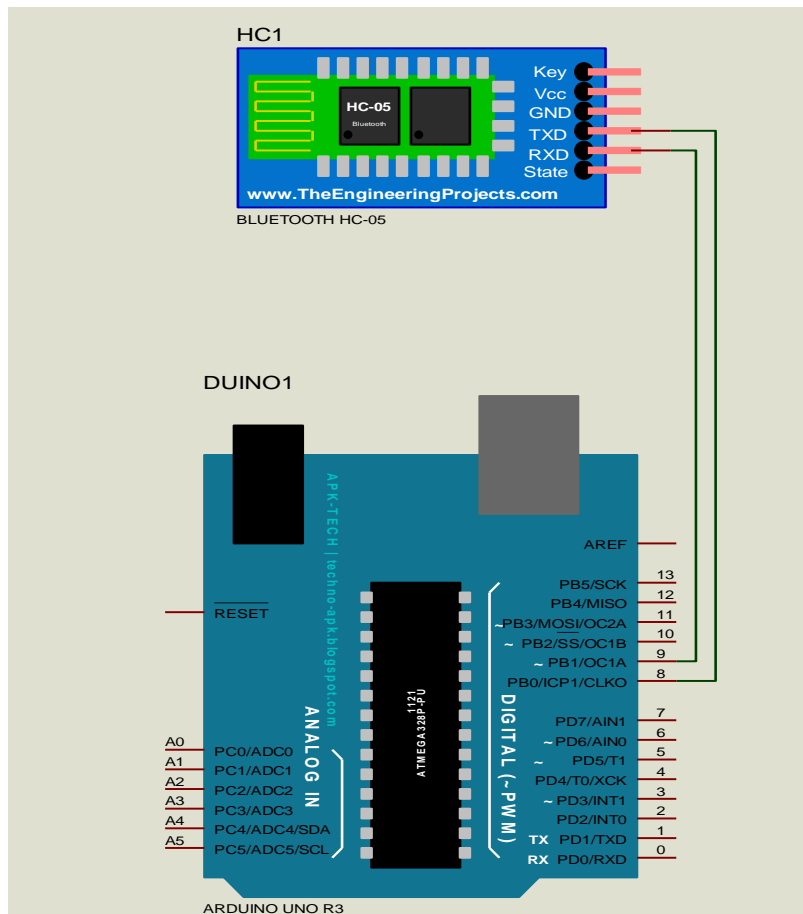 HC1
Key
Vcc
GND
TXD
RXD
State
HC-05
Bluetooth
www.TheEngineeringProjects.com
BLUETOOTH HC-05
DUINO1
APK-TECH | techno-apk.blogspot.com
AREF
RESET
PB5/SCK 13
PB4/MISO 12
~PB3/MOSI/OC2A 11
~ PB2/SS/OC1B 10
~ PB1/OC1A 9
PB0/ICP1/CLKO 8
PD7/AIN1 7
~PD6/AIN0 6
~ PD5/T1 5
PD4/T0/XCK 4
~PD3/INT1 3
PD2/INT0 2
TX PD1/TXD 1
RX PD0/RXD 0
DIGITAL (~PWM)
1121
ATMEGA328P-PU
ANALOG IN
A0 PC0/ADC0
A1 PC1/ADC1
A2 PC2/ADC2
A3 PC3/ADC3
A4 PC4/ADC4/SDA
A5 PC5/ADC5/SCL
ARDUINO UNO R3